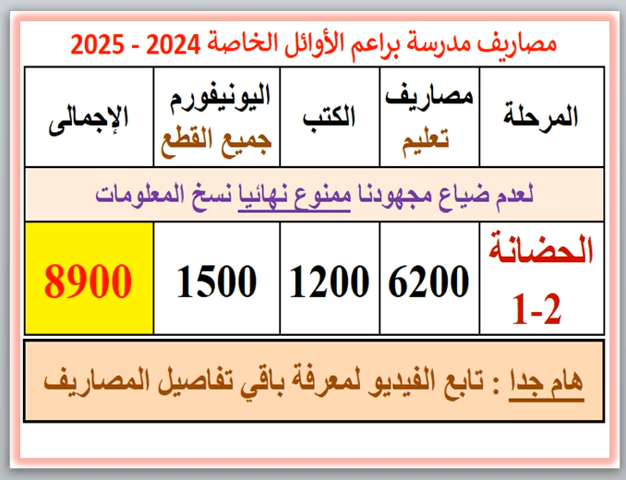 مصاريف مدرسة براعم الأوائل الخاصة 2024 - 2025
المرحلة مصاريف تعليم الكتب اليونيفورم جميع القطع الإجمالى
لعدم ضياع مجهودنا ممنوع نهائيا نسخ المعلومات
الحضانة 1-2 6200 1200 1500 8900
هام جدا : تابع الفيديو لمعرفة باقي تفاصيل المصاريف